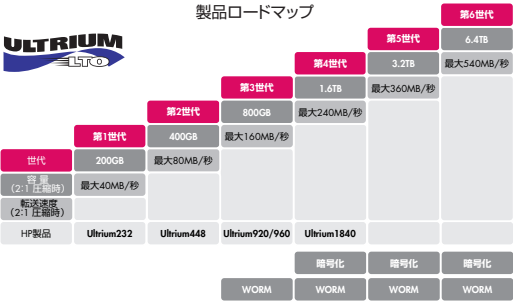 製品ロードマップ
ULTRIUM
LTO
第6世代
第5世代
6.4TB
第4世代
3.2TB
最大540MB/秒
第3世代
1.6TB
最大360MB/秒
第2世代
800GB
最大240MB/秒
第1世代
400GB
最大160MB/秒
世代
200GB
最大80MB/秒
容量
(2:1 圧縮時)
最大40MB/秒
転送速度
(2:1 圧縮時)
HP製品
Ultrium232
Ultrium448
Ultrium920/960
Ultrium1840
暗号化
暗号化
暗号化
WORM
WORM
WORM
WORM